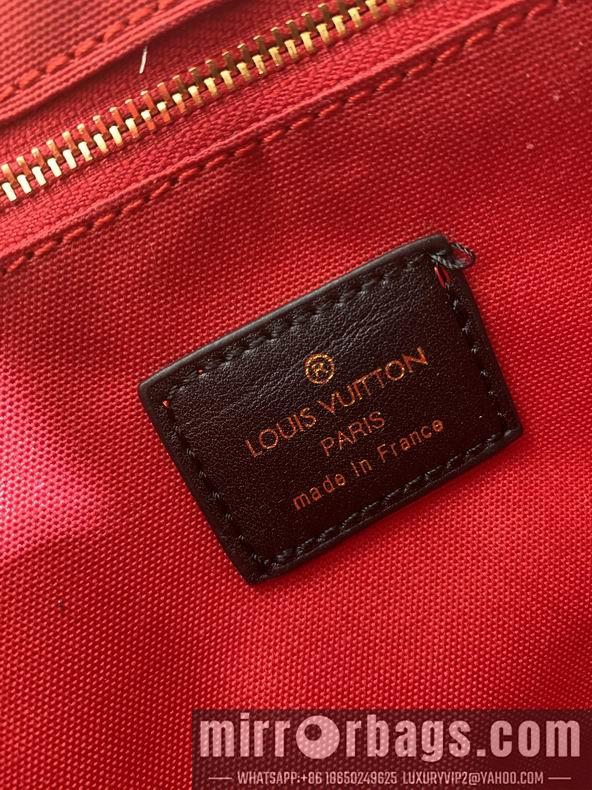 ®
LOUIS VUITTON
PARIS
made in France
mirrorbags.com
WHATSAPP:+86 18650249625 LUXURYVIP2@YAHOO.COM